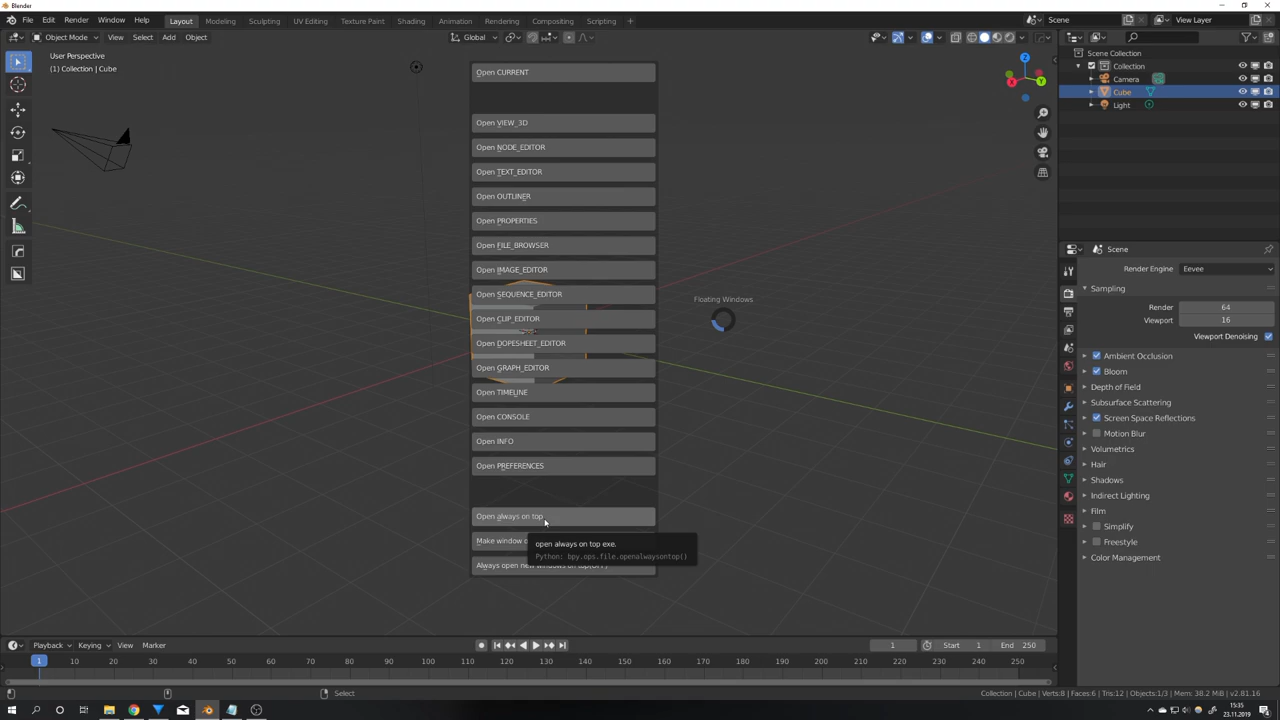 Blender
File Edit Render Window Help Layout Modeling Sculpting UV Editing Texture Paint Shading Animation Rendering Compositing Scripting + Scene View Layer
Object Mode View Select Add Object Global
User Perspective
(1) Collection | Cube
Z
X
Y
Open CURRENT
Open VIEW_3D
Open NODE_EDITOR
Open TEXT_EDITOR
Open OUTLINER
Open PROPERTIES
Open FILE_BROWSER
Open IMAGE_EDITOR
Open SEQUENCE_EDITOR
Open CLIP_EDITOR
Open DOPESHEET_EDITOR
Open GRAPH_EDITOR
Open TIMELINE
Open CONSOLE
Open INFO
Open PREFERENCES
Open always on top
Make window o
open always on top exe.
Python: bpy.ops.file.openalwaysontop()
Always open new windows on top(OFF)
Floating Windows
Scene Collection
Collection
Camera
Cube
Light
Scene
Render Engine Eevee
Sampling
Render 64
Viewport 16
Viewport Denoising
Ambient Occlusion
Bloom
Depth of Field
Subsurface Scattering
Screen Space Reflections
Motion Blur
Volumetrics
Hair
Shadows
Indirect Lighting
Film
Simplify
Freestyle
Color Management
Playback Keying View Marker 1 Start 1 End 250
1 10 20 30 40 50 60 70 80 90 100 110 120 130 140 150 160 170 180 190 200 210 220 230 240 250
Select
Collection | Cube | Verts:8 | Faces:6 | Tris:12 | Objects:1/3 | Mem: 38.2 MiB | v2.81.16
15:35
23.11.2019